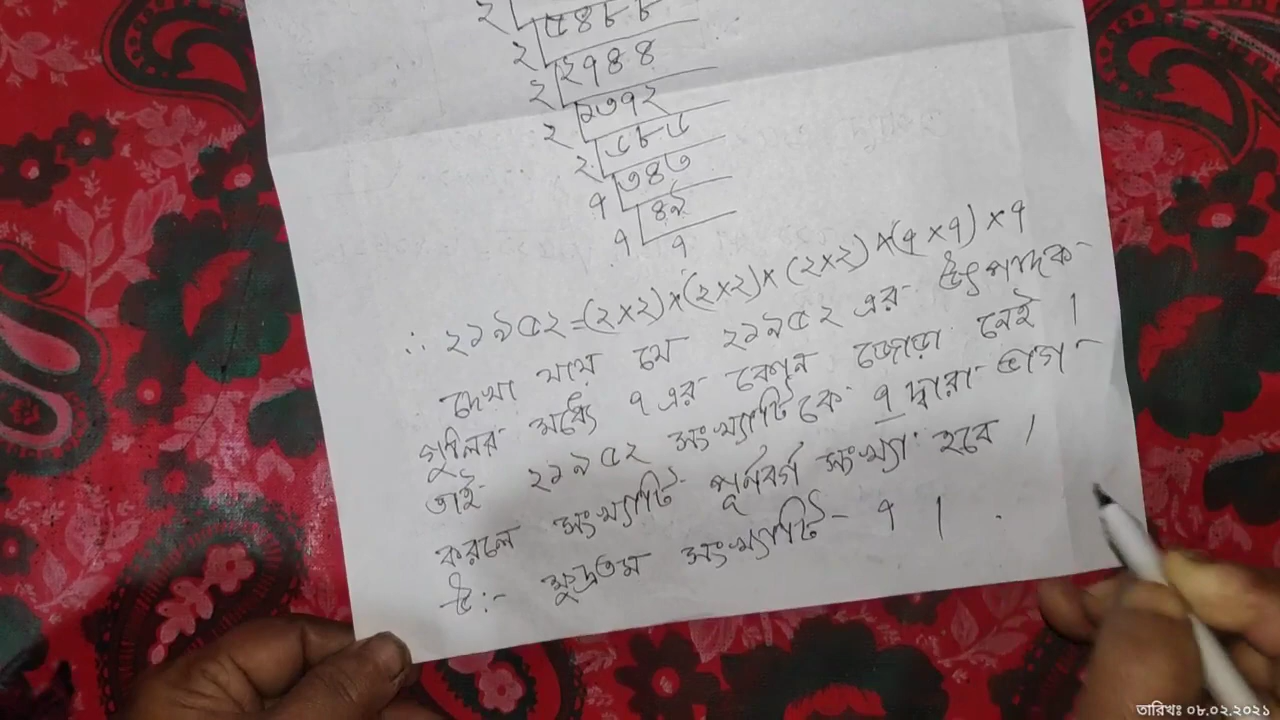 ২
২ ৫৪৮৮
২ ২৭৪৪
২ ১৩৭২
২ ৬৮৬
৭ ৩৪৩
৭ ৪৯
৭
∴ ২১৯৫২=(২×২)×(২×২)×(২×২)×(৭×৭)×৭
দেখা যায় যে ২১৯৫২ এর উৎপাদক
গুলির মধ্যে ৭ এর কোন জোড়া নেই।
তাই ২১৯৫২ সংখ্যাটিকে ৭ দ্বারা ভাগ
করলে সংখ্যাটি পূর্ণবর্গ সংখ্যা হবে।
উ:- ক্ষুদ্রতম সংখ্যাটি- ৭।
তারিখঃ ০৮.০২.২০২১